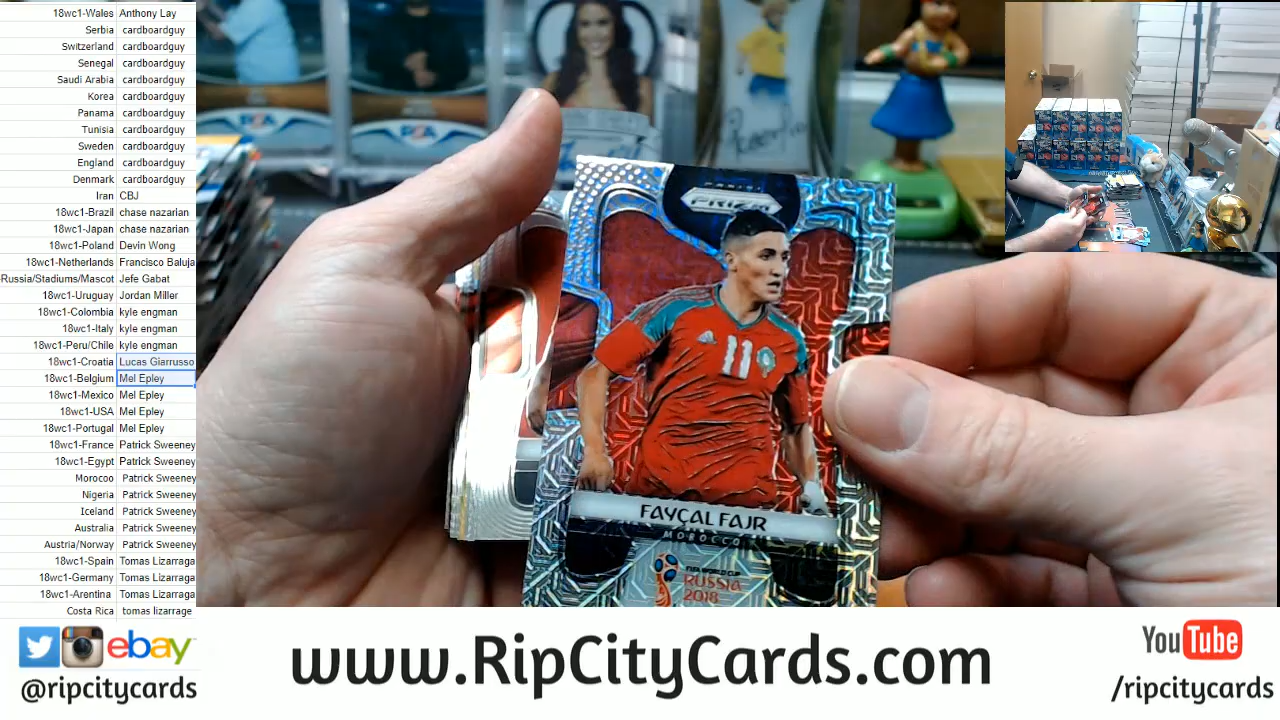 18wc1-Wales Anthony Lay
Serbia cardboardguy
Switzerland cardboardguy
Senegal cardboardguy
Saudi Arabia cardboardguy
Korea cardboardguy
Panama cardboardguy
Tunisia cardboardguy
Sweden cardboardguy
England cardboardguy
Denmark cardboardguy
Iran CBJ
18wc1-Brazil chase nazarian
18wc1-Japan chase nazarian
18wc1-Poland Devin Wong
18wc1-Netherlands Francisco Baluja
-Russia/Stadiums/Mascot Jefe Gabat
18wc1-Uruguay Jordan Miller
18wc1-Colombia kyle engman
18wc1-Italy kyle engman
18wc1-Peru/Chile kyle engman
18wc1-Croatia Lucas Giarrusso
18wc1-Belgium Mel Epley
18wc1-Mexico Mel Epley
18wc1-USA Mel Epley
18wc1-Portugal Mel Epley
18wc1-France Patrick Sweeney
18wc1-Egypt Patrick Sweeney
Morocco Patrick Sweeney
Nigeria Patrick Sweeney
Iceland Patrick Sweeney
Australia Patrick Sweeney
Austria/Norway Patrick Sweeney
18wc1-Spain Tomas Lizarraga
18wc1-Germany Tomas Lizarraga
18wc1-Arentina Tomas Lizarraga
Costa Rica tomas lizarrage
PANINI
PRIZM
11
FAYÇAL FAJR
MOROCCO
FIFA WORLD CUP
RUSSIA
2018
ebay
@ripcitycards
www.RipCityCards.com
YouTube
/ripcitycards